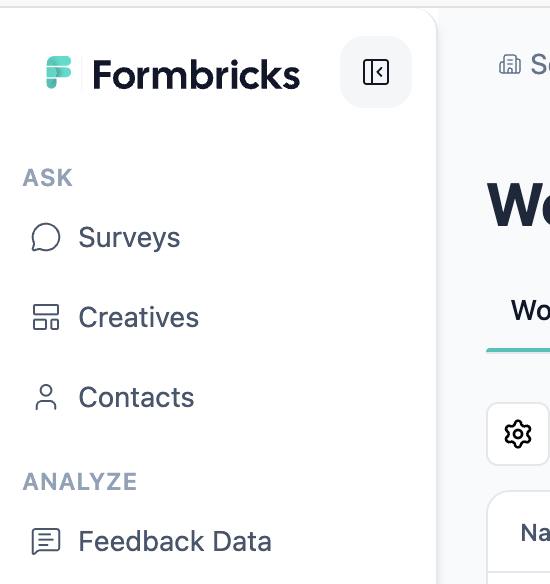 Formbricks
ASK
Surveys
Creatives
Contacts
ANALYZE
Feedback Data